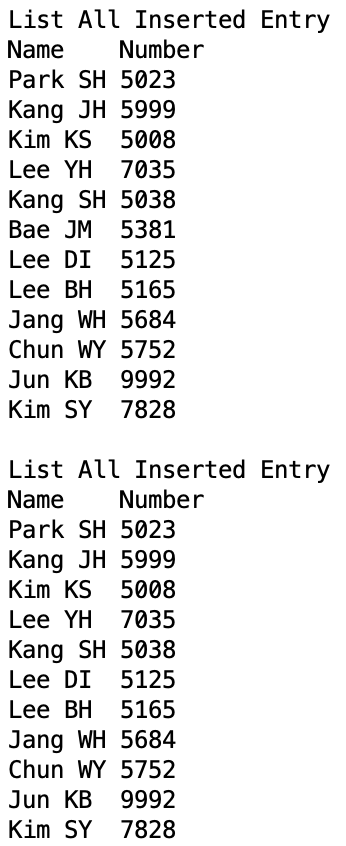 List All Inserted Entry
Name    Number
Park SH 5023
Kang JH 5999
Kim KS  5008
Lee YH  7035
Kang SH 5038
Bae JM  5381
Lee DI  5125
Lee BH  5165
Jang WH 5684
Chun WY 5752
Jun KB  9992
Kim SY  7828

List All Inserted Entry
Name    Number
Park SH 5023
Kang JH 5999
Kim KS  5008
Lee YH  7035
Kang SH 5038
Lee DI  5125
Lee BH  5165
Jang WH 5684
Chun WY 5752
Jun KB  9992
Kim SY  7828